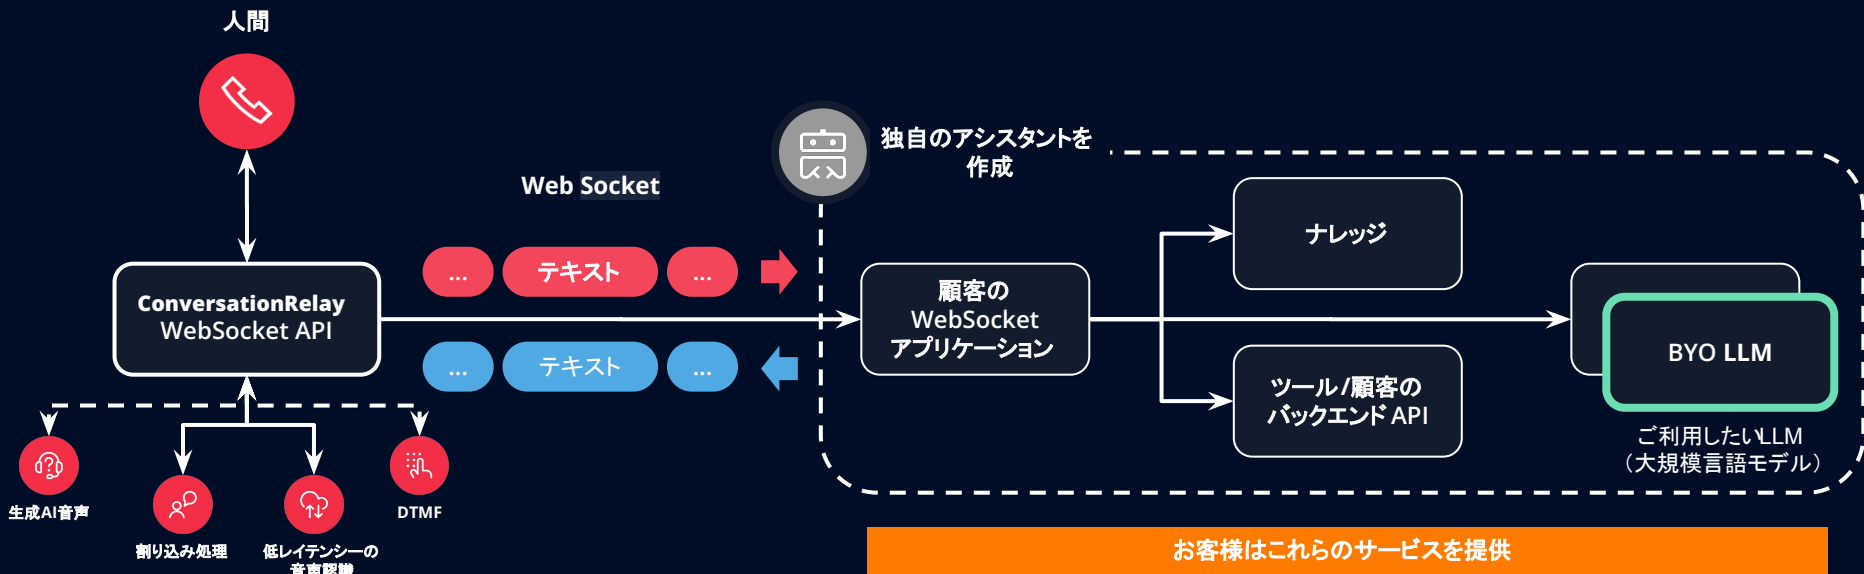 人間
Web Socket
独自のアシスタントを
作成
... テキスト ...
... テキスト ...
ConversationRelay
WebSocket API
顧客の
WebSocket
アプリケーション
ナレッジ
ツール/顧客の
バックエンド API
BYO LLM
ご利用したいLLM
（大規模言語モデル）
生成AI音声
割り込み処理
低レイテンシーの
音声認識
DTMF
お客様はこれらのサービスを提供